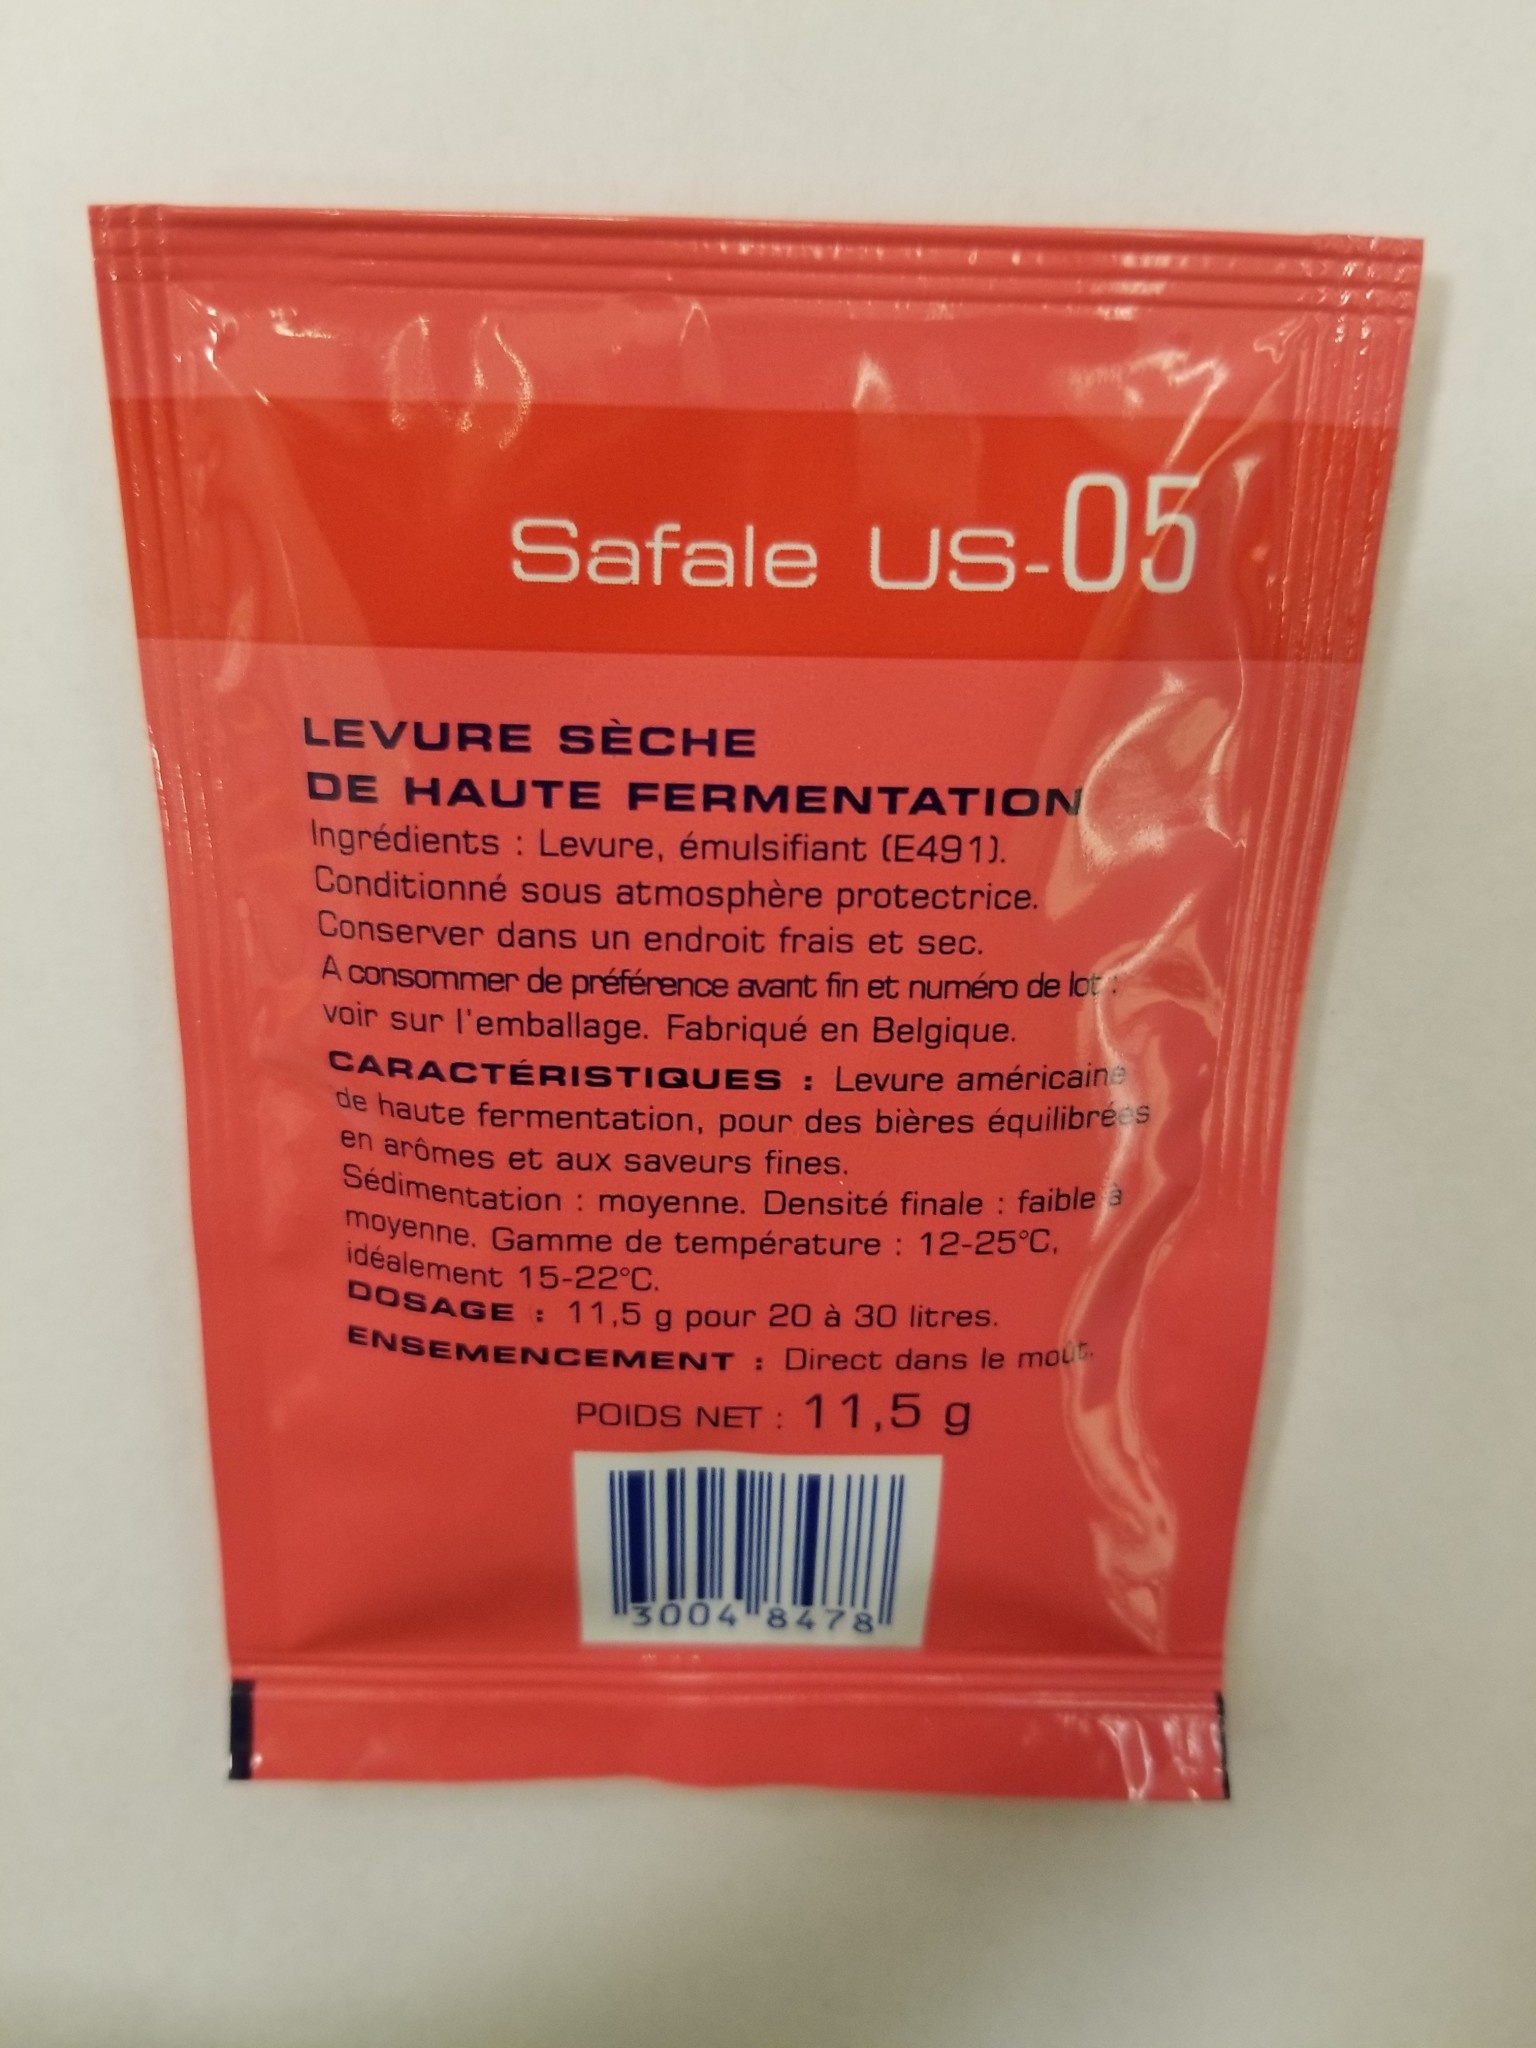 Safale US-05
LEVURE SÈCHE
DE HAUTE FERMENTATION
Ingrédients : Levure, émulsifiant (E491).
Conditionné sous atmosphère protectrice.
Conserver dans un endroit frais et sec.
A consommer de préférence avant fin et numéro de lot :
voir sur l'emballage. Fabriqué en Belgique.
CARACTÉRISTIQUES : Levure américaine
de haute fermentation, pour des bières équilibrées
en arômes et aux saveurs fines.
Sédimentation : moyenne. Densité finale : faible à
moyenne. Gamme de température : 12-25°C,
idéalement 15-22°C.
DOSAGE : 11,5 g pour 20 à 30 litres.
ENSEMENCEMENT : Direct dans le moût.
POIDS NET : 11,5 g
3004 8478